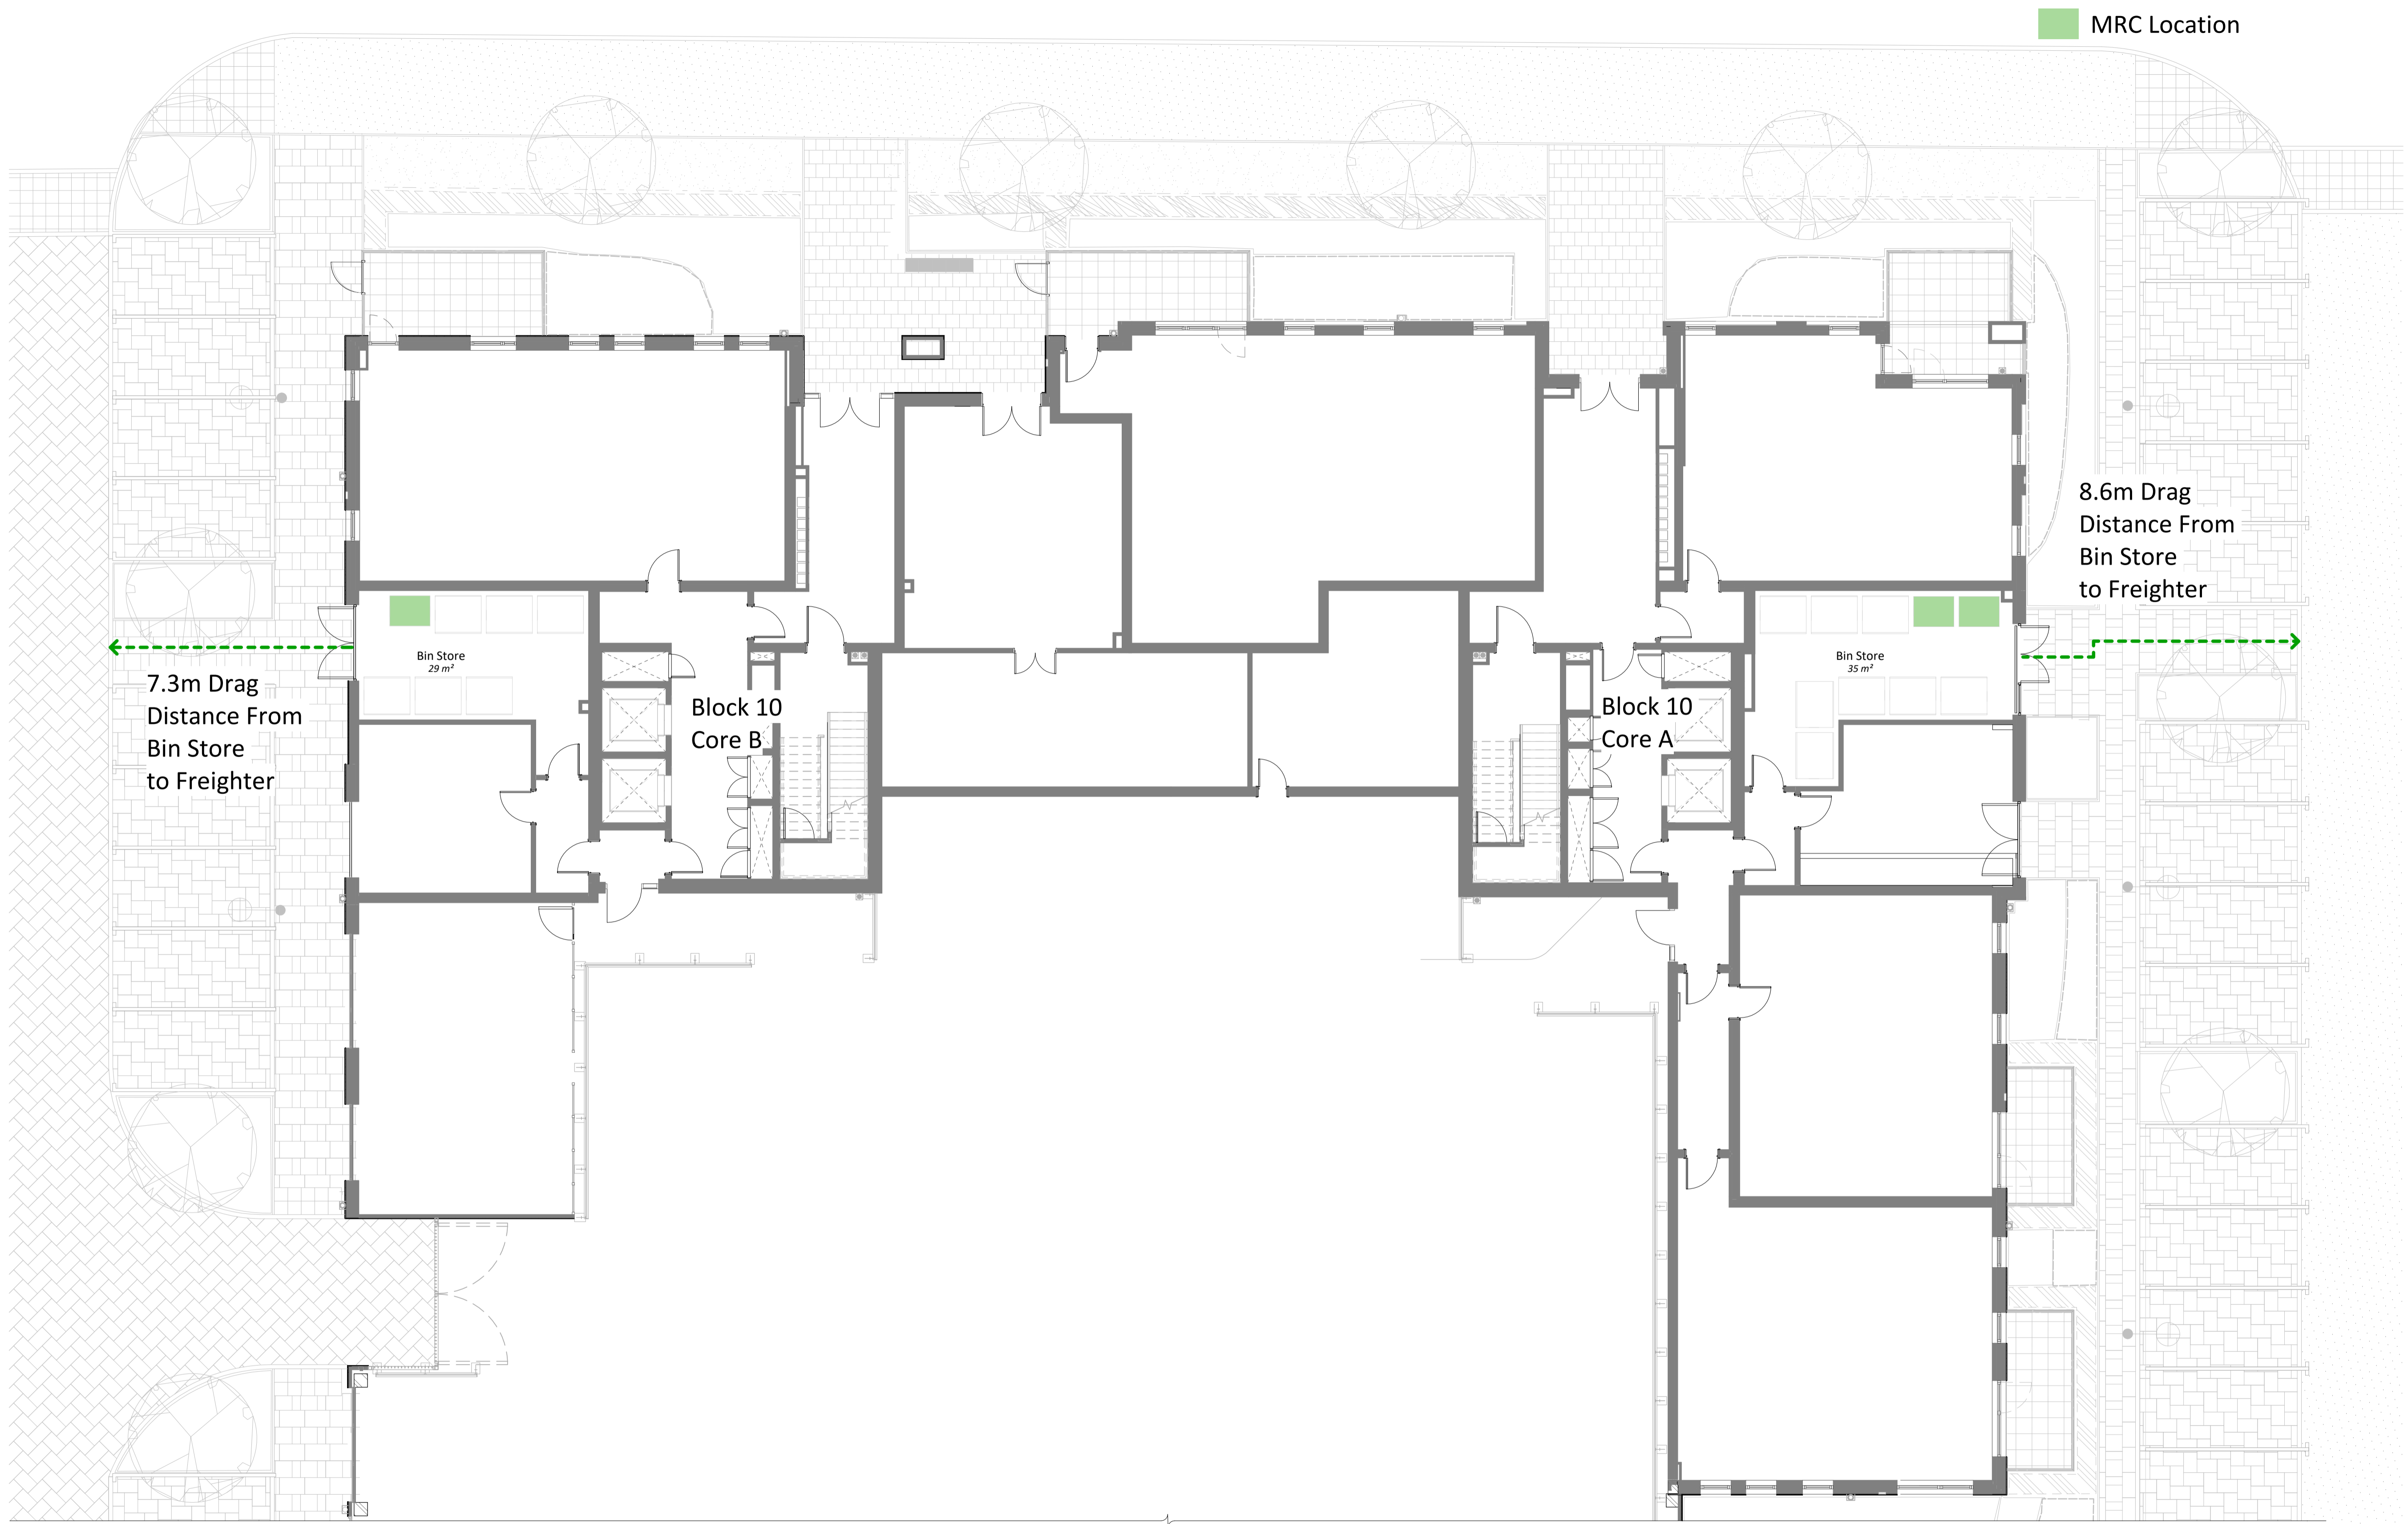 MRC Location
8.6m Drag
Distance From
Bin Store
to Freighter
Bin Store
29 m²
Bin Store
35 m²
7.3m Drag
Distance From
Bin Store
to Freighter
Block 10
Core B
Block 10
Core A